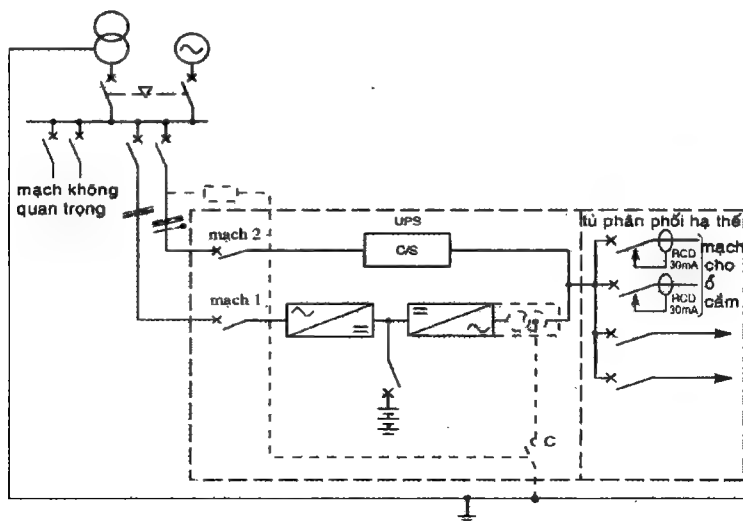 mạch không
quan trọng
UPS
mạch 2
C/S
mạch 1
C
tủ phân phối hạ thế
RCD
30mA
RCD
30mA
mạch
cho
ổ
cắm